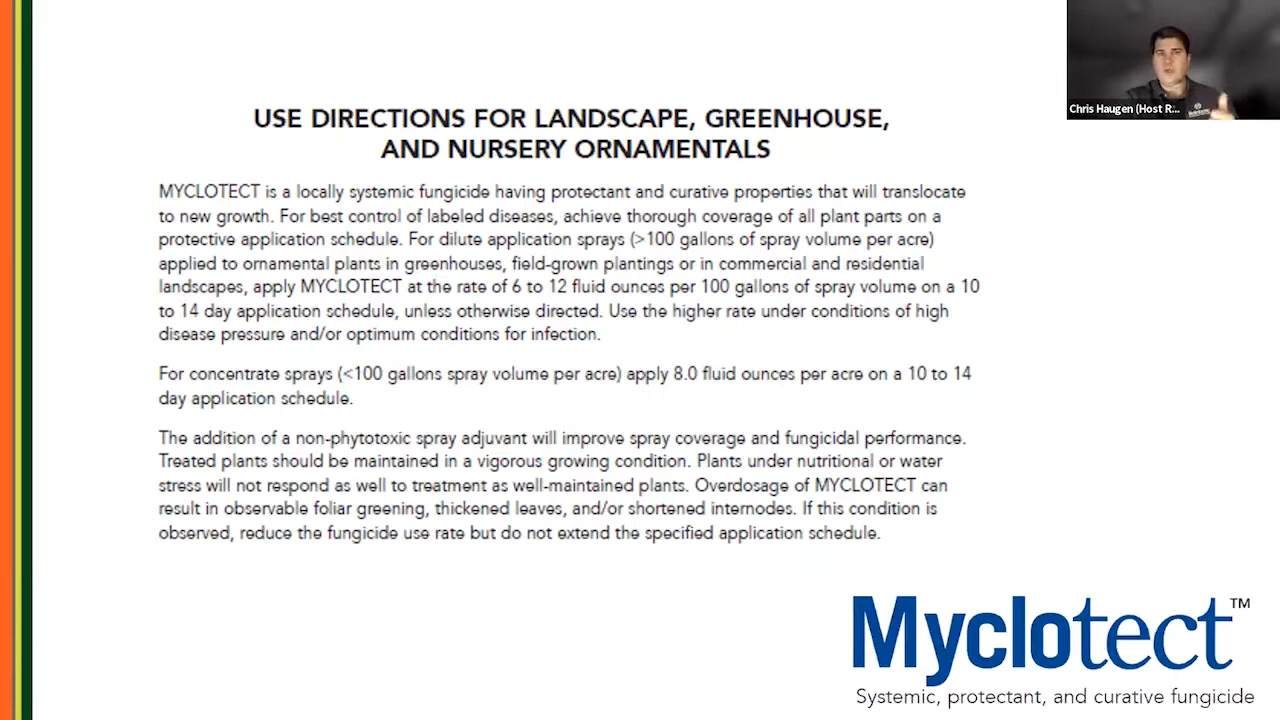 Chris Haugen (Host R...
USE DIRECTIONS FOR LANDSCAPE, GREENHOUSE,
AND NURSERY ORNAMENTALS
MYCLOTECT is a locally systemic fungicide having protectant and curative properties that will translocate
to new growth. For best control of labeled diseases, achieve thorough coverage of all plant parts on a
protective application schedule. For dilute application sprays (>100 gallons of spray volume per acre)
applied to ornamental plants in greenhouses, field-grown plantings or in commercial and residential
landscapes, apply MYCLOTECT at the rate of 6 to 12 fluid ounces per 100 gallons of spray volume on a 10
to 14 day application schedule, unless otherwise directed. Use the higher rate under conditions of high
disease pressure and/or optimum conditions for infection.
For concentrate sprays (<100 gallons spray volume per acre) apply 8.0 fluid ounces per acre on a 10 to 14
day application schedule.
The addition of a non-phytotoxic spray adjuvant will improve spray coverage and fungicidal performance.
Treated plants should be maintained in a vigorous growing condition. Plants under nutritional or water
stress will not respond as well to treatment as well-maintained plants. Overdosage of MYCLOTECT can
result in observable foliar greening, thickened leaves, and/or shortened internodes. If this condition is
observed, reduce the fungicide use rate but do not extend the specified application schedule.
Myclotect™
Systemic, protectant, and curative fungicide